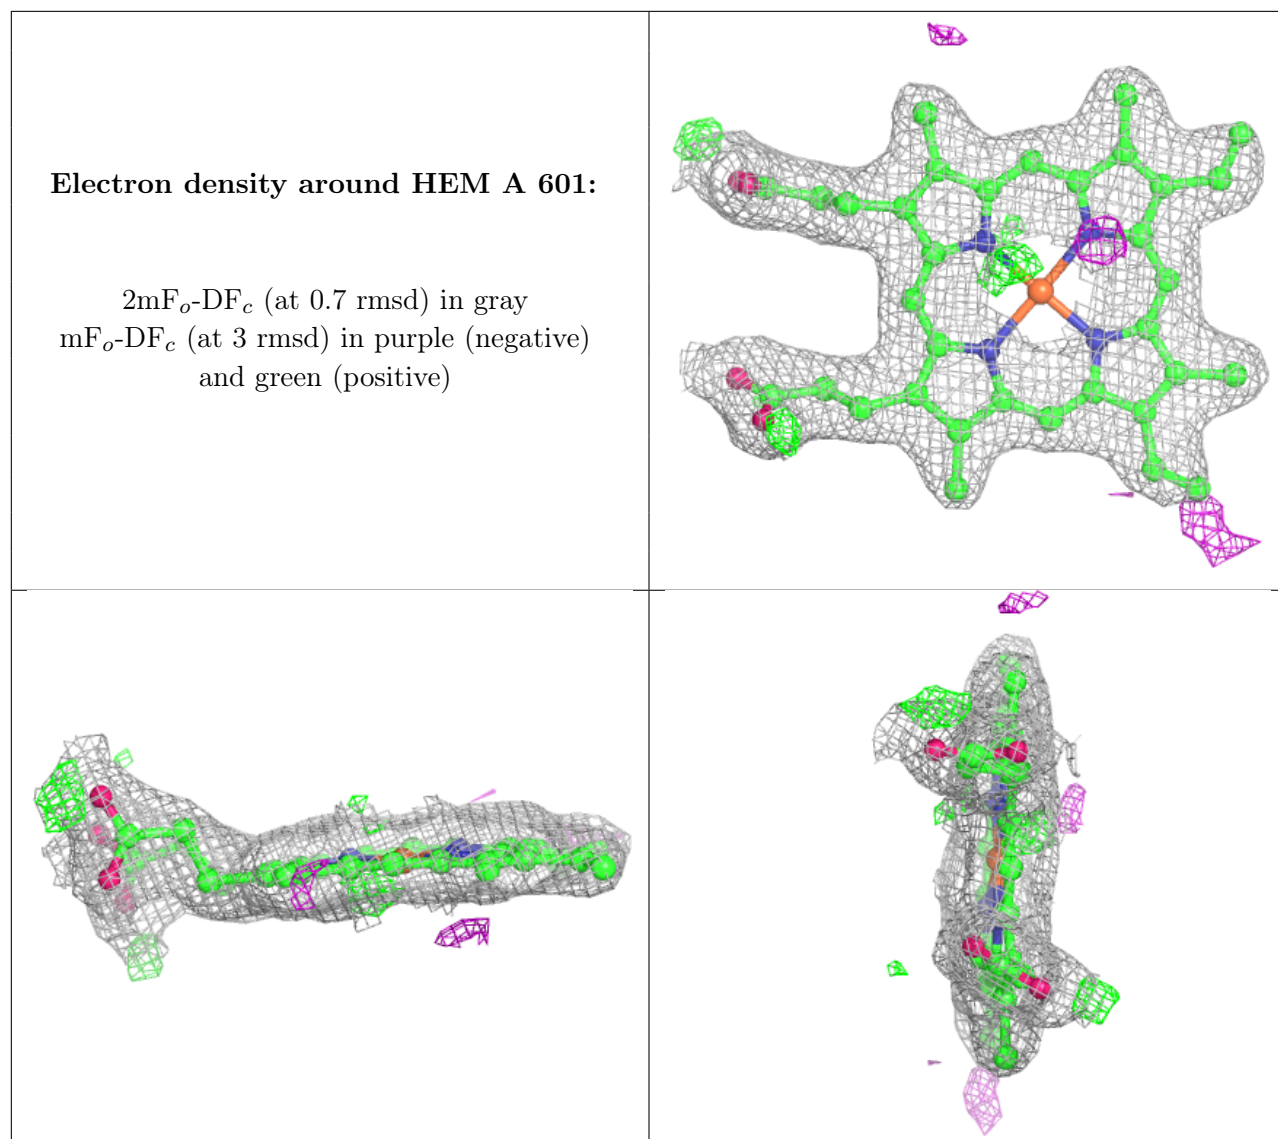 Electron density around HEM A 601:
2mFo-DFc (at 0.7 rmsd) in gray
mFo-DFc (at 3 rmsd) in purple (negative)
and green (positive)